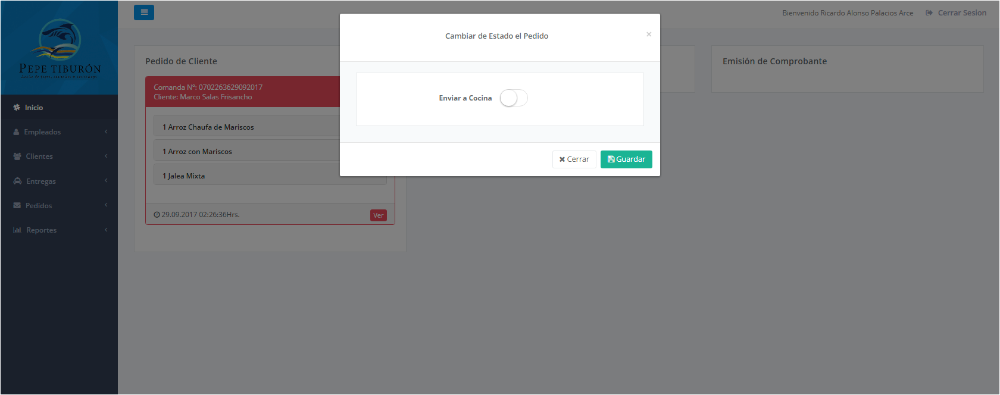 PEPE TIBURÓN
Inicio
Empleados
Clientes
Entregas
Pedidos
Reportes
Bienvenido Ricardo Alonso Palacios Arce
Cerrar Sesion
Pedido de Cliente
Comanda Nº: 0702263629092017
Cliente: Marco Salas Frisancho
1 Arroz Chaufa de Mariscos
1 Arroz con Mariscos
1 Jalea Mixta
29.09.2017 02:26:36Hrs.
Ver
Cambiar de Estado el Pedido
×
Enviar a Cocina
Cerrar
Guardar
Emisión de Comprobante